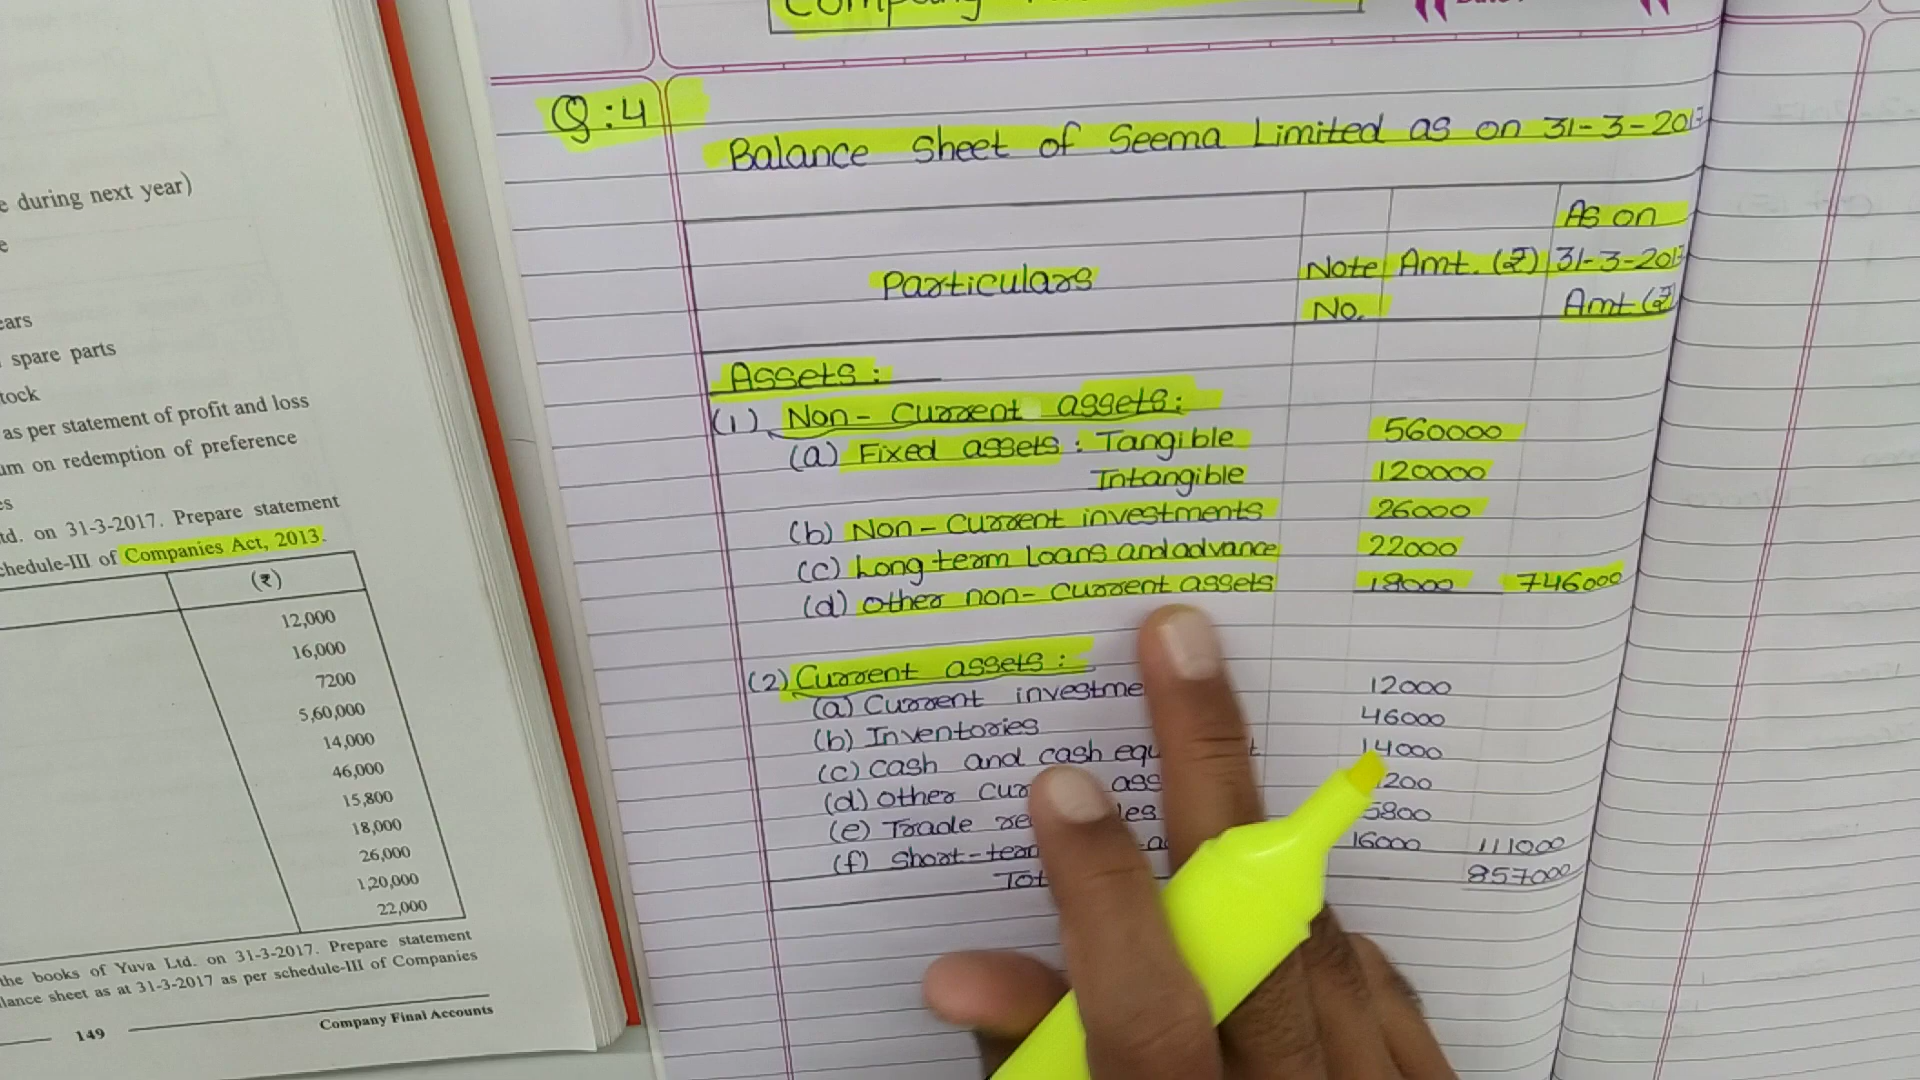 e during next year)
e
ears
spare parts
tock
as per statement of profit and loss
um on redemption of preference
es
td. on 31-3-2017. Prepare statement
chedule-III of Companies Act, 2013.
(₹)
12,000
16,000
7200
5,60,000
14,000
46,000
15,800
18,000
26,000
1,20,000
22,000
the books of Yuva Ltd. on 31-3-2017. Prepare statement
lance sheet as at 31-3-2017 as per schedule-III of Companies
149 Company Final Accounts
Company
Q:4
Balance Sheet of Seema Limited as on 31-3-2017
Particulars Note No. Amt. (₹) As on 31-3-2017 Amt (₹)
Assets:
(1) Non-Current assets:
(a) Fixed assets: Tangible 560000
Intangible 120000
(b) Non-Current investments 26000
(c) Long term Loans and advance 22000
(d) Other non-current assets 18000 746000
(2) Current assets:
(a) Current investme 12000
(b) Inventories 46000
(c) Cash and cash equ t 14000
(d) Other cur ass 200
(e) Trade re les 5800
(f) Short-term 16000 111000
Tot 857000